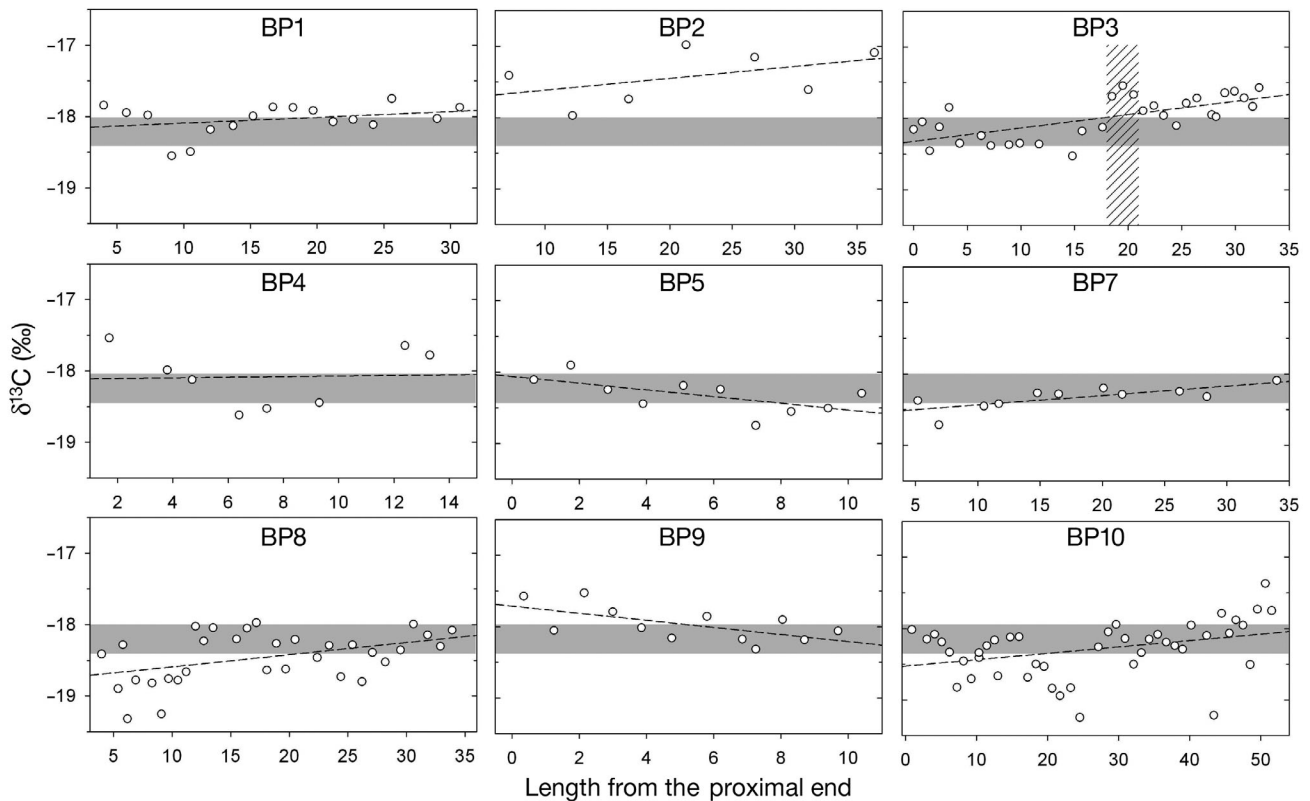 BP1
BP2
BP3
−17
−18
−19
5 10 15 20 25 30
10 15 20 25 30 35
0 5 10 15 20 25 30 35
BP4
BP5
BP7
−17
−18
−19
δ13C (‰)
2 4 6 8 10 12 14
0 2 4 6 8 10
5 10 15 20 25 30 35
BP8
BP9
BP10
−17
−18
−19
5 10 15 20 25 30 35
0 2 4 6 8 10
0 10 20 30 40 50
Length from the proximal end